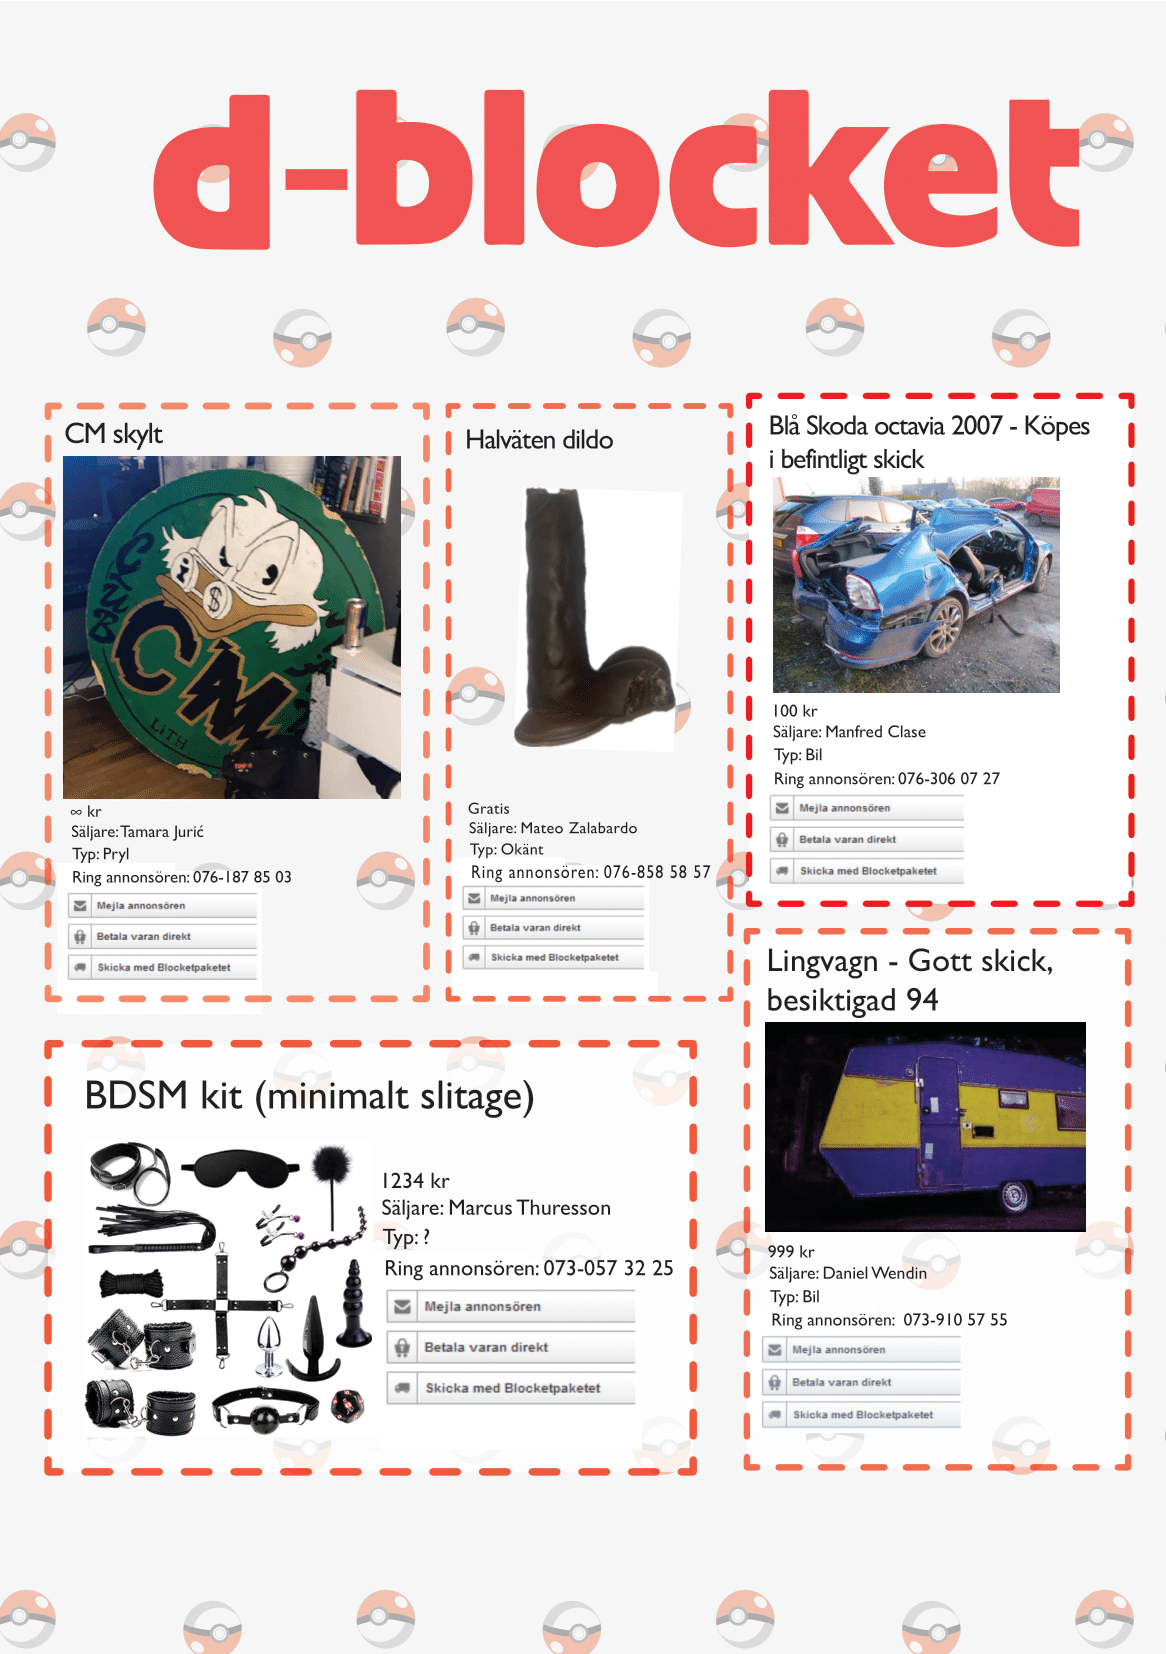 d-blocket
CM skylt
CM
LiTH
$
∞ kr
Säljare: Tamara Jurić
Typ: Pryl
Ring annonsören: 076-187 85 03
Mejla annonsören
Betala varan direkt
Skicka med Blocketpaketet
Halväten dildo
Gratis
Säljare: Mateo Zalabardo
Typ: Okänt
Ring annonsören: 076-858 58 57
Mejla annonsören
Betala varan direkt
Skicka med Blocketpaketet
Blå Skoda octavia 2007 - Köpes
i befintligt skick
100 kr
Säljare: Manfred Clase
Typ: Bil
Ring annonsören: 076-306 07 27
Mejla annonsören
Betala varan direkt
Skicka med Blocketpaketet
Lingvagn - Gott skick,
besiktigad 94
999 kr
Säljare: Daniel Wendin
Typ: Bil
Ring annonsören: 073-910 57 55
Mejla annonsören
Betala varan direkt
Skicka med Blocketpaketet
BDSM kit (minimalt slitage)
1234 kr
Säljare: Marcus Thuresson
Typ: ?
Ring annonsören: 073-057 32 25
Mejla annonsören
Betala varan direkt
Skicka med Blocketpaketet